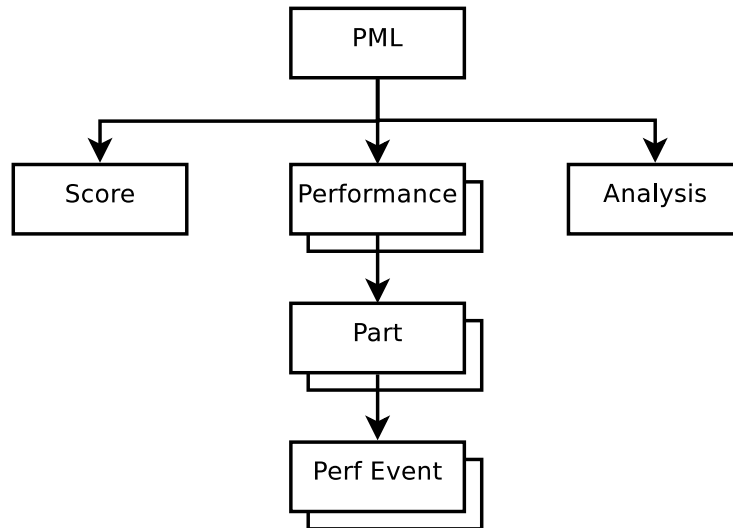 PML
Score
Performance
Analysis
Part
Perf Event